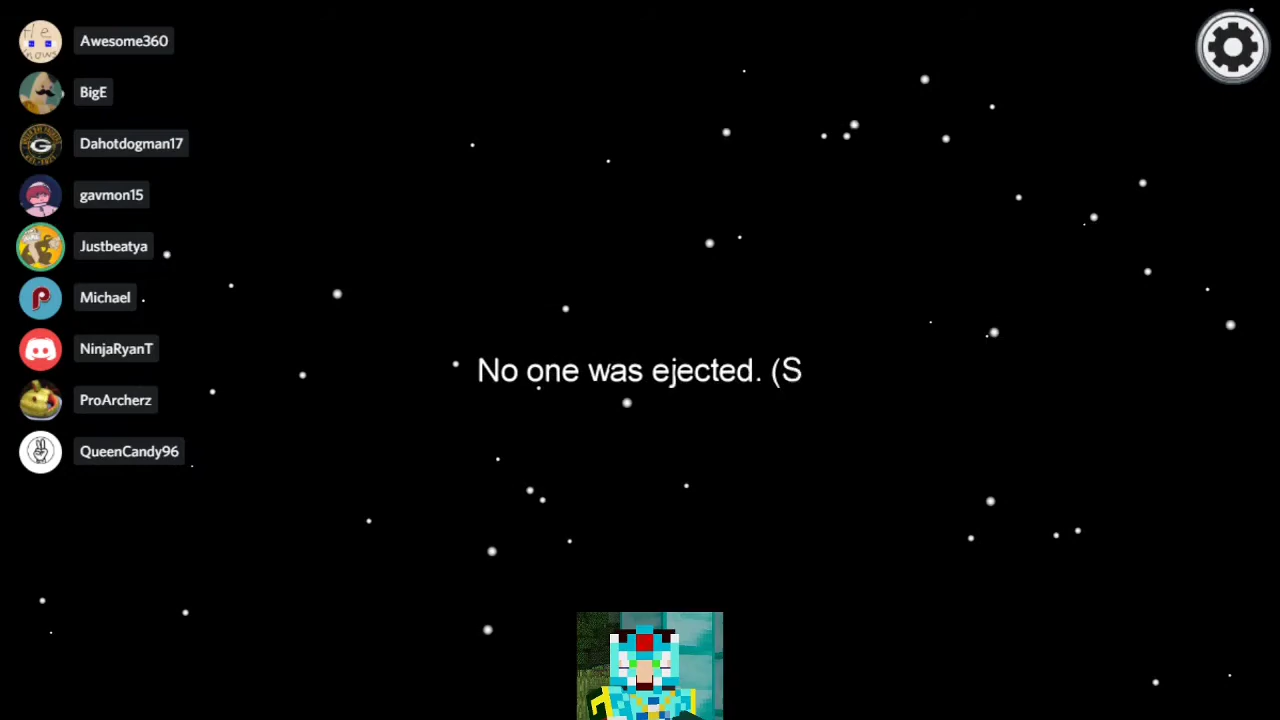 Awesome360
BigE
Dahotdogman17
gavmon15
Justbeatya
Michael
NinjaRyanT
ProArcherz
QueenCandy96
No one was ejected. (S